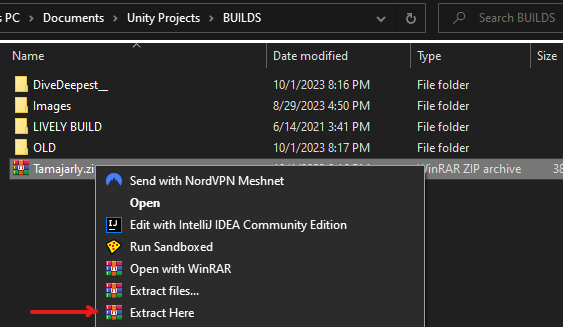 s PC > Documents > Unity Projects > BUILDS
Search BUILDS
Name Date modified Type Size
DiveDeepest__ 10/1/2023 8:16 PM File folder
Images 8/29/2023 4:50 PM File folder
LIVELY BUILD 6/14/2021 3:41 PM File folder
OLD 10/1/2023 8:17 PM File folder
Tamajarly.zi WinRAR ZIP archive 38
Send with NordVPN Meshnet
Open
IJ Edit with IntelliJ IDEA Community Edition
Run Sandboxed
Open with WinRAR
Extract files...
Extract Here